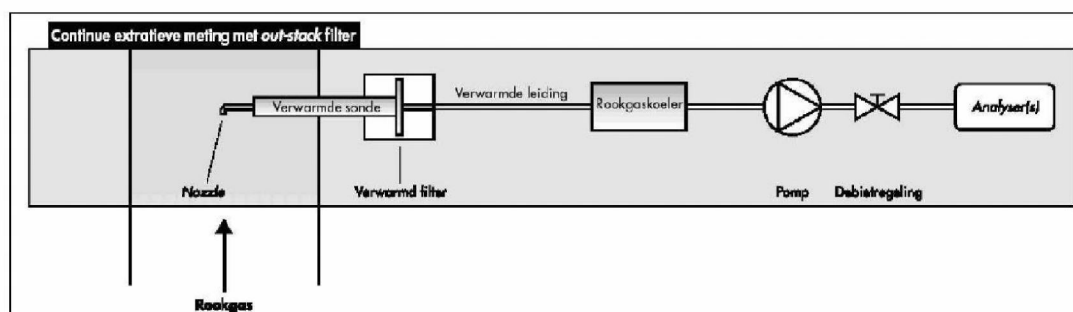 Continue extratieve meting met out-stack filter
Verwarmde sonde
Verwarmde leiding
Rookgaskoeler
Analyser(s)
Nozzle
Verwarmd filter
Pomp
Debietregeling
Rookgas